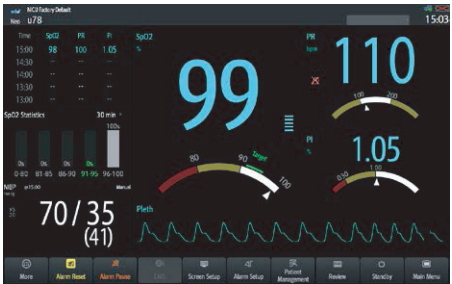 NICU Factory Default
Neo u78
15:03
Time SpO2 PR PI
15:00 98 100 1.05
14:30 -- -- --
14:00 -- -- --
13:30 -- -- --
13:00 -- -- --
SpO2 Statistics 30 min
100%
0% 0% 0% 0%
0-80 81-85 86-90 91-95 96-100
NIBP 15:00 Manual
70/35
(41)
SpO2
%
99
80 90 Target 100
PR
bpm
110
100 200
PI
%
1.05
0.50 1.00
Pleth
More
Alarm Reset
Alarm Pause
Screen Setup
Alarm Setup
Patient Management
Review
Standby
Main Menu